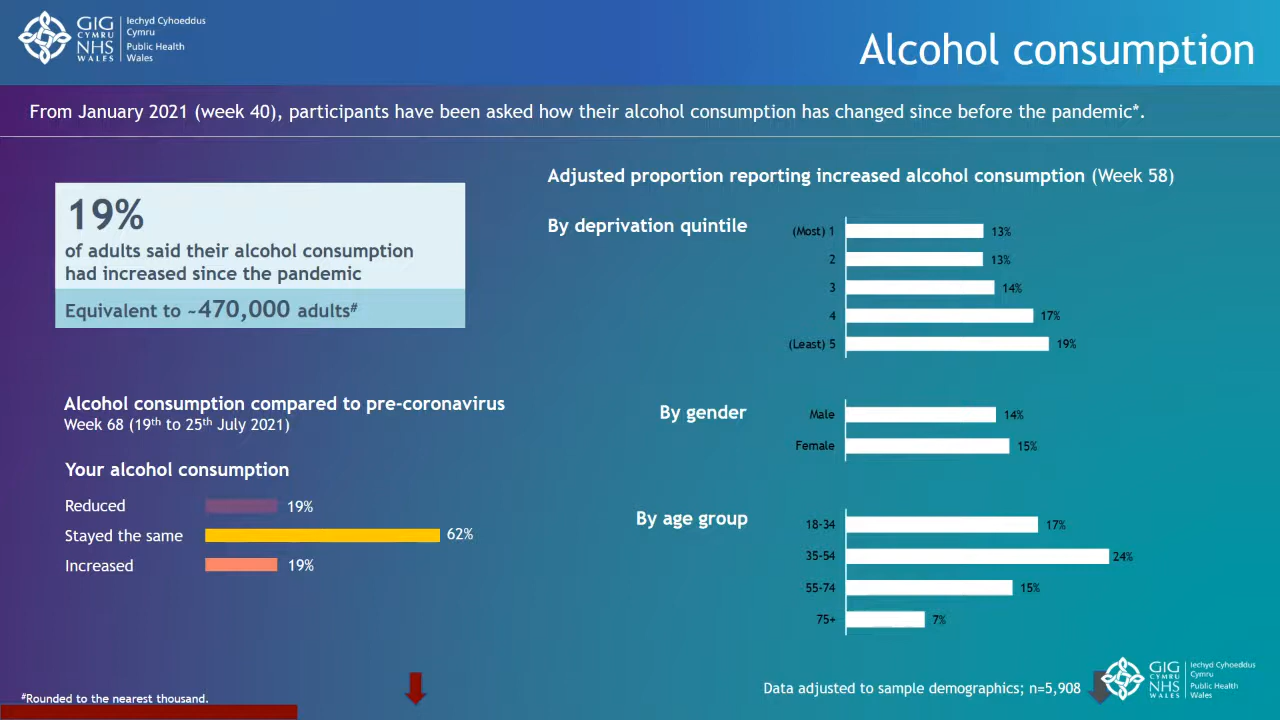 GIG
CYMRU
NHS
WALES
Iechyd Cyhoeddus
Cymru
Public Health
Wales
Alcohol consumption
From January 2021 (week 40), participants have been asked how their alcohol consumption has changed since before the pandemic*.
19%
of adults said their alcohol consumption
had increased since the pandemic
Equivalent to ~470,000 adults#
Alcohol consumption compared to pre-coronavirus
Week 68 (19th to 25th July 2021)
Your alcohol consumption
Reduced 19%
Stayed the same 62%
Increased 19%
Adjusted proportion reporting increased alcohol consumption (Week 58)
By deprivation quintile
(Most) 1 13%
2 13%
3 14%
4 17%
(Least) 5 19%
By gender
Male 14%
Female 15%
By age group
18-34 17%
35-54 24%
55-74 15%
75+ 7%
#Rounded to the nearest thousand.
Data adjusted to sample demographics; n=5,908
GIG
CYMRU
NHS
WALES
Iechyd Cyhoeddus
Cymru
Public Health
Wales